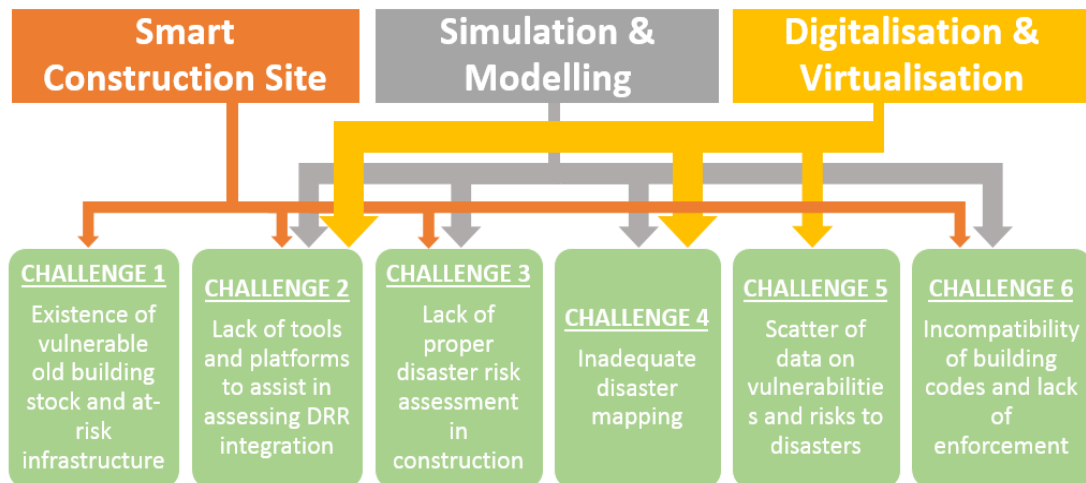 Smart
Construction Site
Simulation &
Modelling
Digitalisation &
Virtualisation
CHALLENGE 1
Existence of
vulnerable
old building
stock and at-
risk
infrastructure
CHALLENGE 2
Lack of tools
and platforms
to assist in
assessing DRR
integration
CHALLENGE 3
Lack of
proper
disaster risk
assessment
in
construction
CHALLENGE 4
Inadequate
disaster
mapping
CHALLENGE 5
Scatter of
data on
vulnerabilitie
s and risks to
disasters
CHALLENGE 6
Incompatibility
of building
codes and lack
of
enforcement